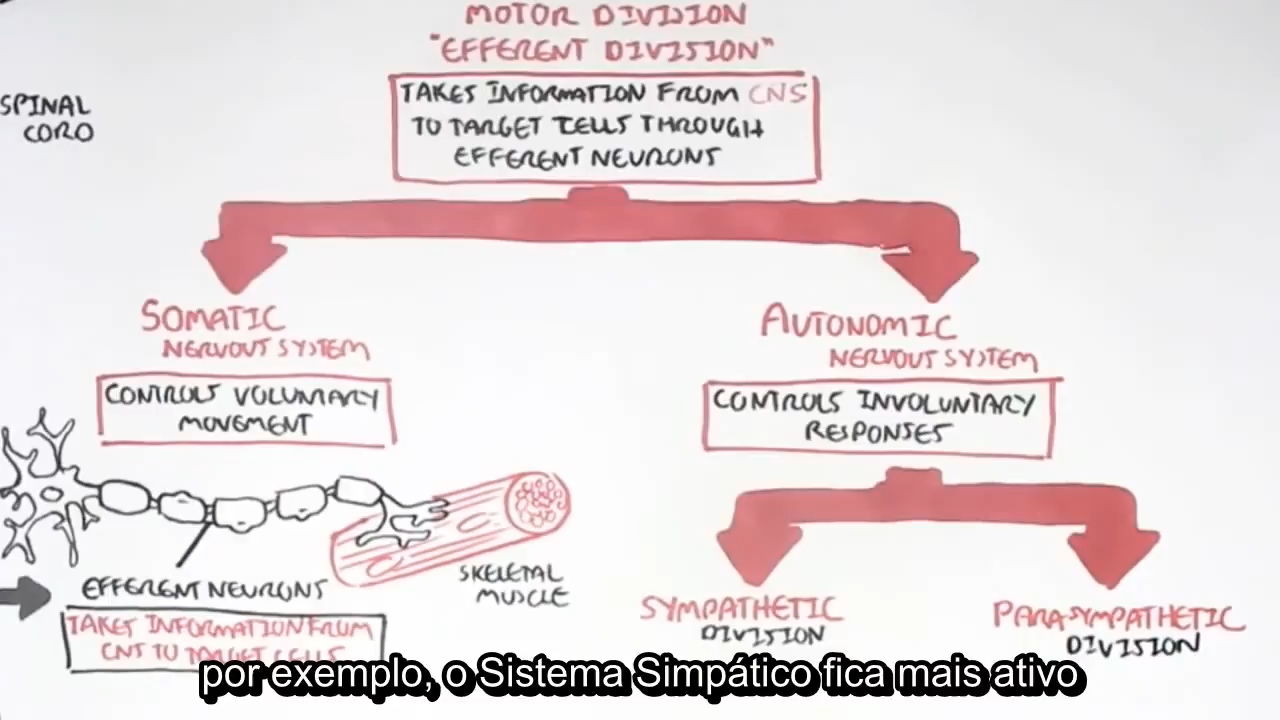 MOTOR DIVISION
"EFFERENT DIVISION"
TAKES INFORMATION FROM CNS
TO TARGET CELLS THROUGH
EFFERENT NEURONS
SPINAL
CORD
SOMATIC
NERVOUS SYSTEM
CONTROLS VOLUNTARY
MOVEMENT
AUTONOMIC
NERVOUS SYSTEM
CONTROLS INVOLUNTARY
RESPONSES
SKELETAL
MUSCLE
EFFERENT NEURONS
TAKES INFORMATION FROM
CNS TO TARGET CELLS
SYMPATHETIC
DIVISION
PARASYMPATHETIC
DIVISION
por exemplo, o Sistema Simpático fica mais ativo